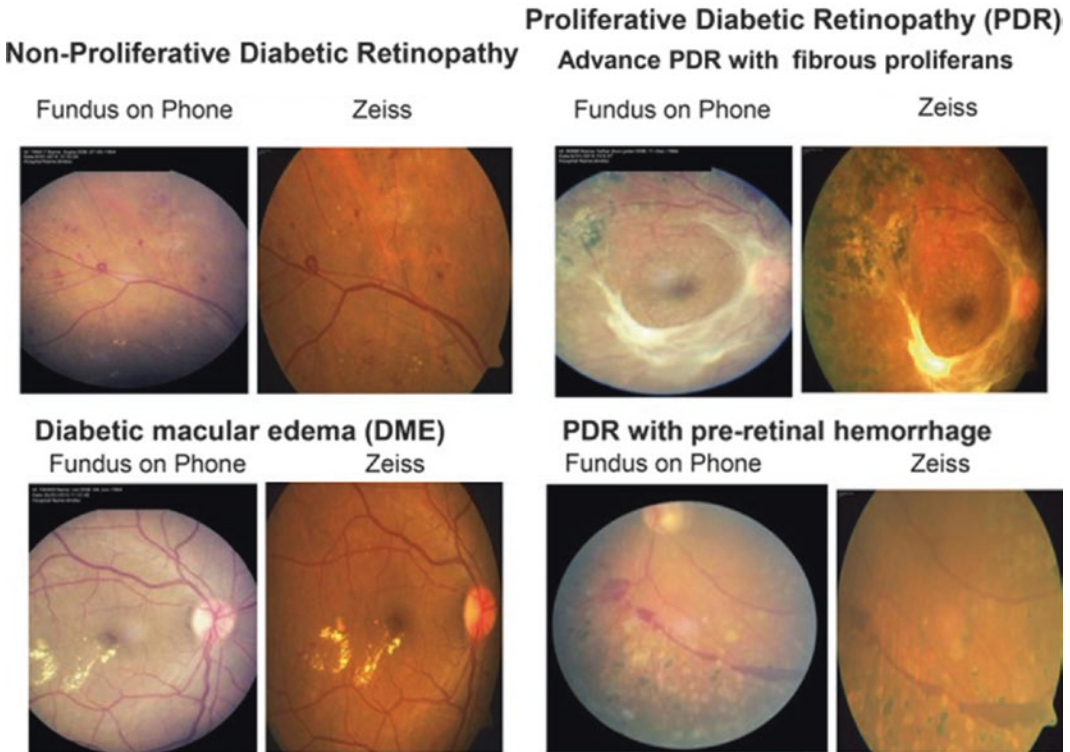 Non-Proliferative Diabetic Retinopathy
Fundus on Phone
Zeiss
Proliferative Diabetic Retinopathy (PDR)
Advance PDR with fibrous proliferans
Fundus on Phone
Zeiss
Diabetic macular edema (DME)
Fundus on Phone
Zeiss
PDR with pre-retinal hemorrhage
Fundus on Phone
Zeiss